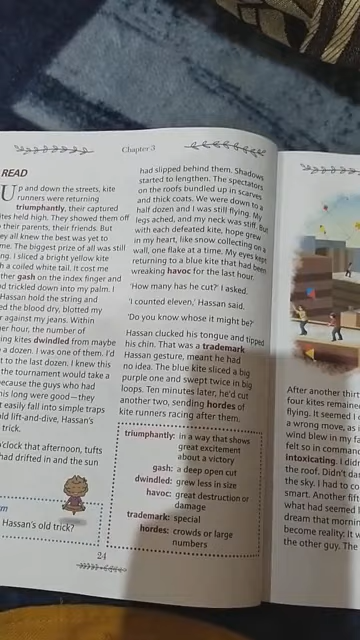 Chapter 3
READ
Up and down the streets, kite
runners were returning
triumphantly, their captured
ites held high. They showed them off
their parents, their friends. But
ey all knew the best was yet to
me. The biggest prize of all was still
ng. I sliced a bright yellow kite
h a coiled white tail. It cost me
ther gash on the index finger and
d trickled down into my palm. I
Hassan hold the string and
ed the blood dry, blotted my
r against my jeans. Within
er hour, the number of
ing kites dwindled from maybe
a dozen. I was one of them. I'd
t to the last dozen. I knew this
the tournament would take a
ecause the guys who had
his long were good—they
t easily fall into simple traps
ld lift-and-dive, Hassan's
trick.
o'clock that afternoon, tufts
had drifted in and the sun
m
Hassan's old trick?
had slipped behind them. Shadows
started to lengthen. The spectators
on the roofs bundled up in scarves
and thick coats. We were down to a
half dozen and I was still flying. My
legs ached, and my neck was stiff. But
with each defeated kite, hope grew
in my heart, like snow collecting on a
wall, one flake at a time. My eyes kept
returning to a blue kite that had been
wreaking havoc for the last hour.
'How many has he cut?' I asked.
'I counted eleven,' Hassan said.
'Do you know whose it might be?'
Hassan clucked his tongue and tipped
his chin. That was a trademark
Hassan gesture, meant he had
no idea. The blue kite sliced a big
purple one and swept twice in big
loops. Ten minutes later, he'd cut
another two, sending hordes of
kite runners racing after them.
triumphantly: in a way that shows
great excitement
about a victory
gash: a deep open cut
dwindled: grew less in size
havoc: great destruction or
damage
trademark: special
hordes: crowds or large
numbers
24
After another thirt
four kites remaine
flying. It seemed I
a wrong move, as i
wind blew in my fa
felt so in comman
intoxicating. I didn
the roof. Didn't dar
the sky. I had to co
smart. Another fift
what had seemed l
dream that mornin
become reality: It w
the other guy. The